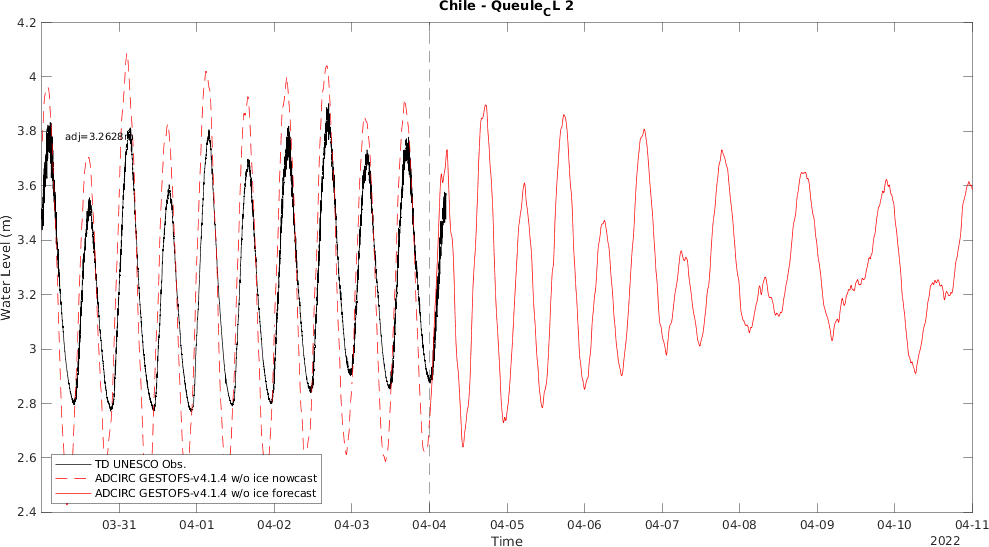 Chile - QueuleCL 2
4.2
4
3.8
3.6
3.4
3.2
3
2.8
2.6
2.4
Water Level (m)
adj=3.2628
TD UNESCO Obs.
ADCIRC GESTOFS-v4.1.4 w/o ice nowcast
ADCIRC GESTOFS-v4.1.4 w/o ice forecast
03-31 04-01 04-02 04-03 04-04 04-05 04-06 04-07 04-08 04-09 04-10 04-11
Time
2022